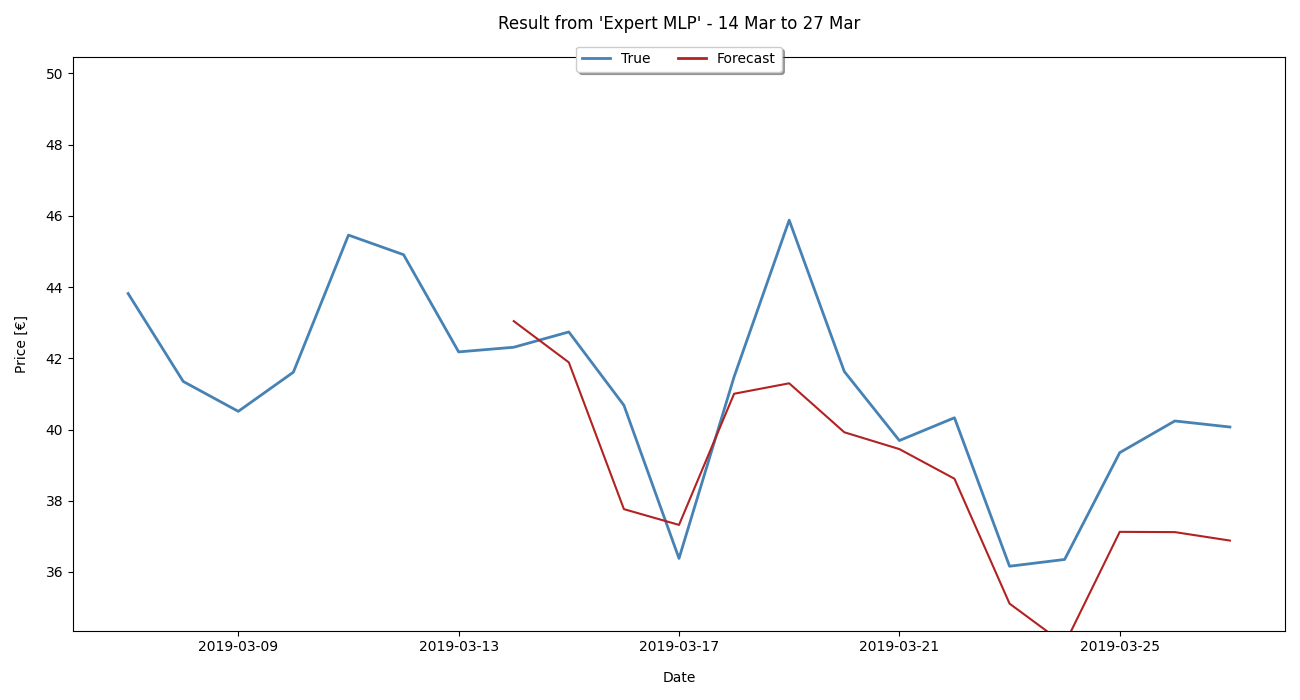 Result from 'Expert MLP' - 14 Mar to 27 Mar
True Forecast
50
48
46
44
42
40
38
36
Price [€]
2019-03-09 2019-03-13 2019-03-17 2019-03-21 2019-03-25
Date